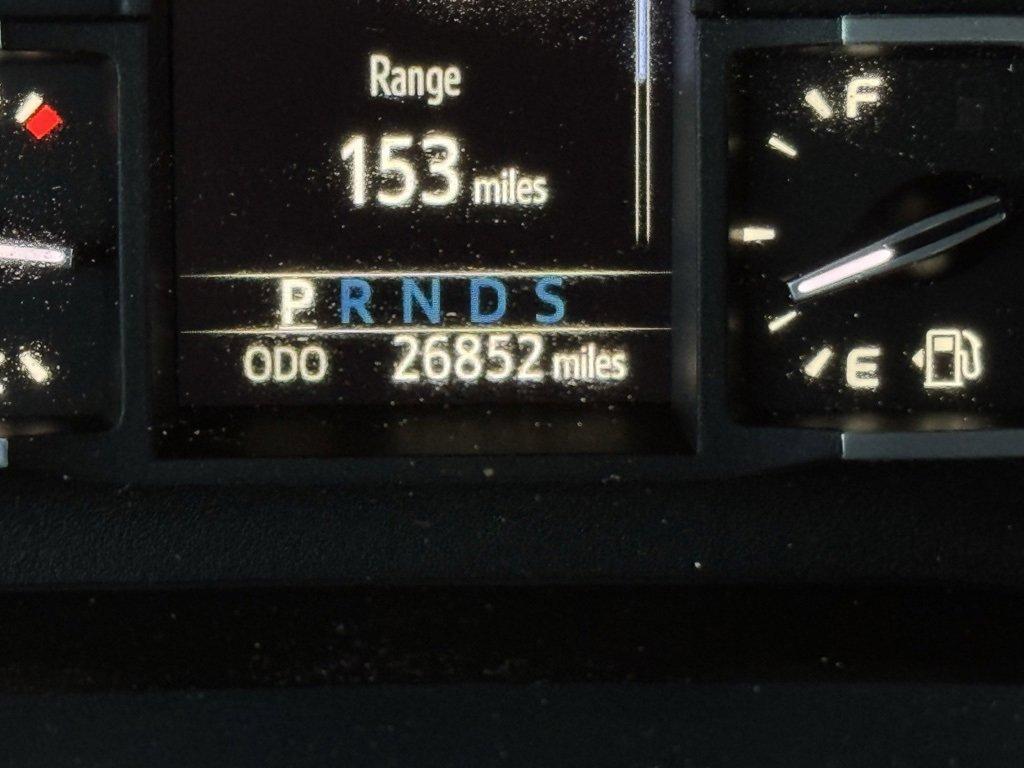 Range
153 miles
P R N D S
ODO 26852 miles
F
E